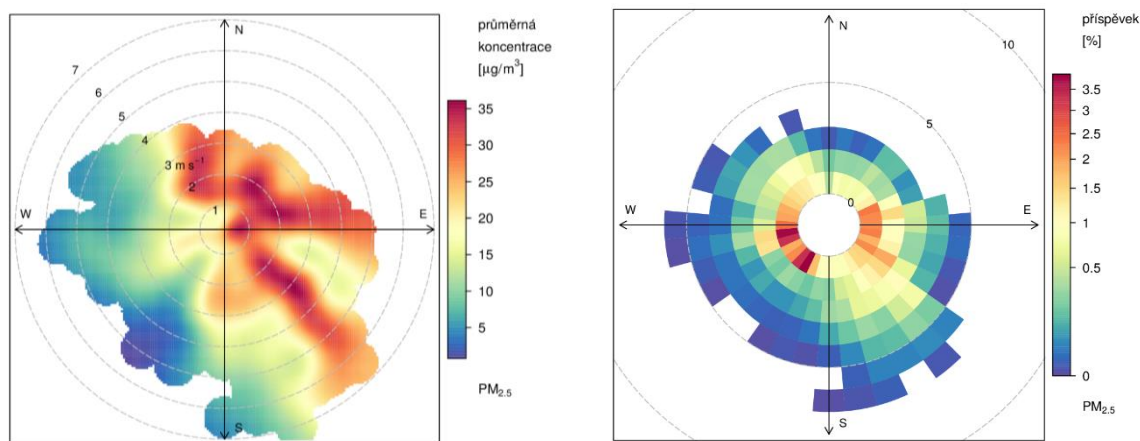 N
7
6
5
4
3 m s⁻¹
2
1
W
E
S
průměrná
koncentrace
[µg/m³]
35
30
25
20
15
10
5
PM₂.₅
N
10
5
0
W
E
S
příspěvek
[%]
3.5
3
2.5
2
1.5
1
0.5
0
PM₂.₅